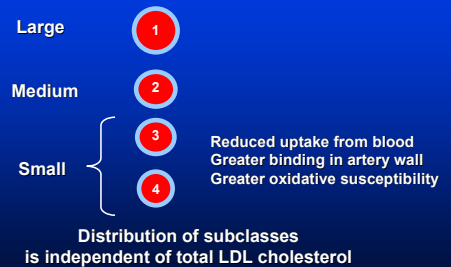 Large
1
Medium
2
3
Small
4
Reduced uptake from blood
Greater binding in artery wall
Greater oxidative susceptibility
Distribution of subclasses
is independent of total LDL cholesterol